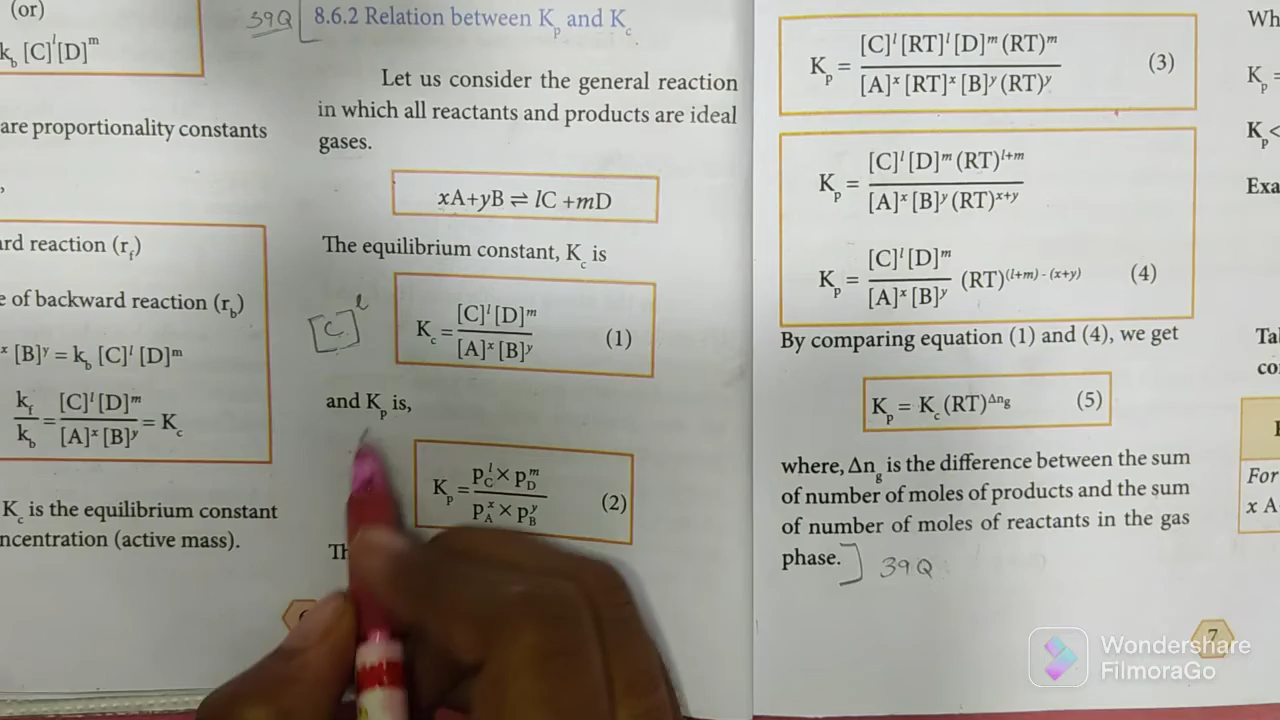 (or)
k_b [C]^l[D]^m
are proportionality constants
,
ard reaction (r_f)
e of backward reaction (r_b)
^x [B]^y = k_b [C]^l [D]^m
k_f/k_b = [C]^l[D]^m/[A]^x[B]^y = K_c
K_c is the equilibrium constant
ncentration (active mass).
39Q
8.6.2 Relation between K_p and K_c
Let us consider the general reaction
in which all reactants and products are ideal
gases.
xA+yB ⇌ lC +mD
The equilibrium constant, K_c is
[C]^l
K_c = [C]^l[D]^m/[A]^x[B]^y (1)
and K_p is,
K_p = p_C^l × p_D^m/p_A^x × p_B^y (2)
K_p = [C]^l [RT]^l [D]^m (RT)^m/[A]^x [RT]^x [B]^y (RT)^y (3)
K_p = [C]^l [D]^m (RT)^{l+m}/[A]^x [B]^y (RT)^{x+y}
K_p = [C]^l [D]^m/[A]^x [B]^y (RT)^{(l+m) - (x+y)} (4)
By comparing equation (1) and (4), we get
K_p = K_c (RT)^{Δn_g} (5)
where, Δn_g is the difference between the sum
of number of moles of products and the sum
of number of moles of reactants in the gas
phase.
39Q
7
Wh
K_p =
K_p <
Exa
Ta
co
For
x A
Wondershare
FilmoraGo